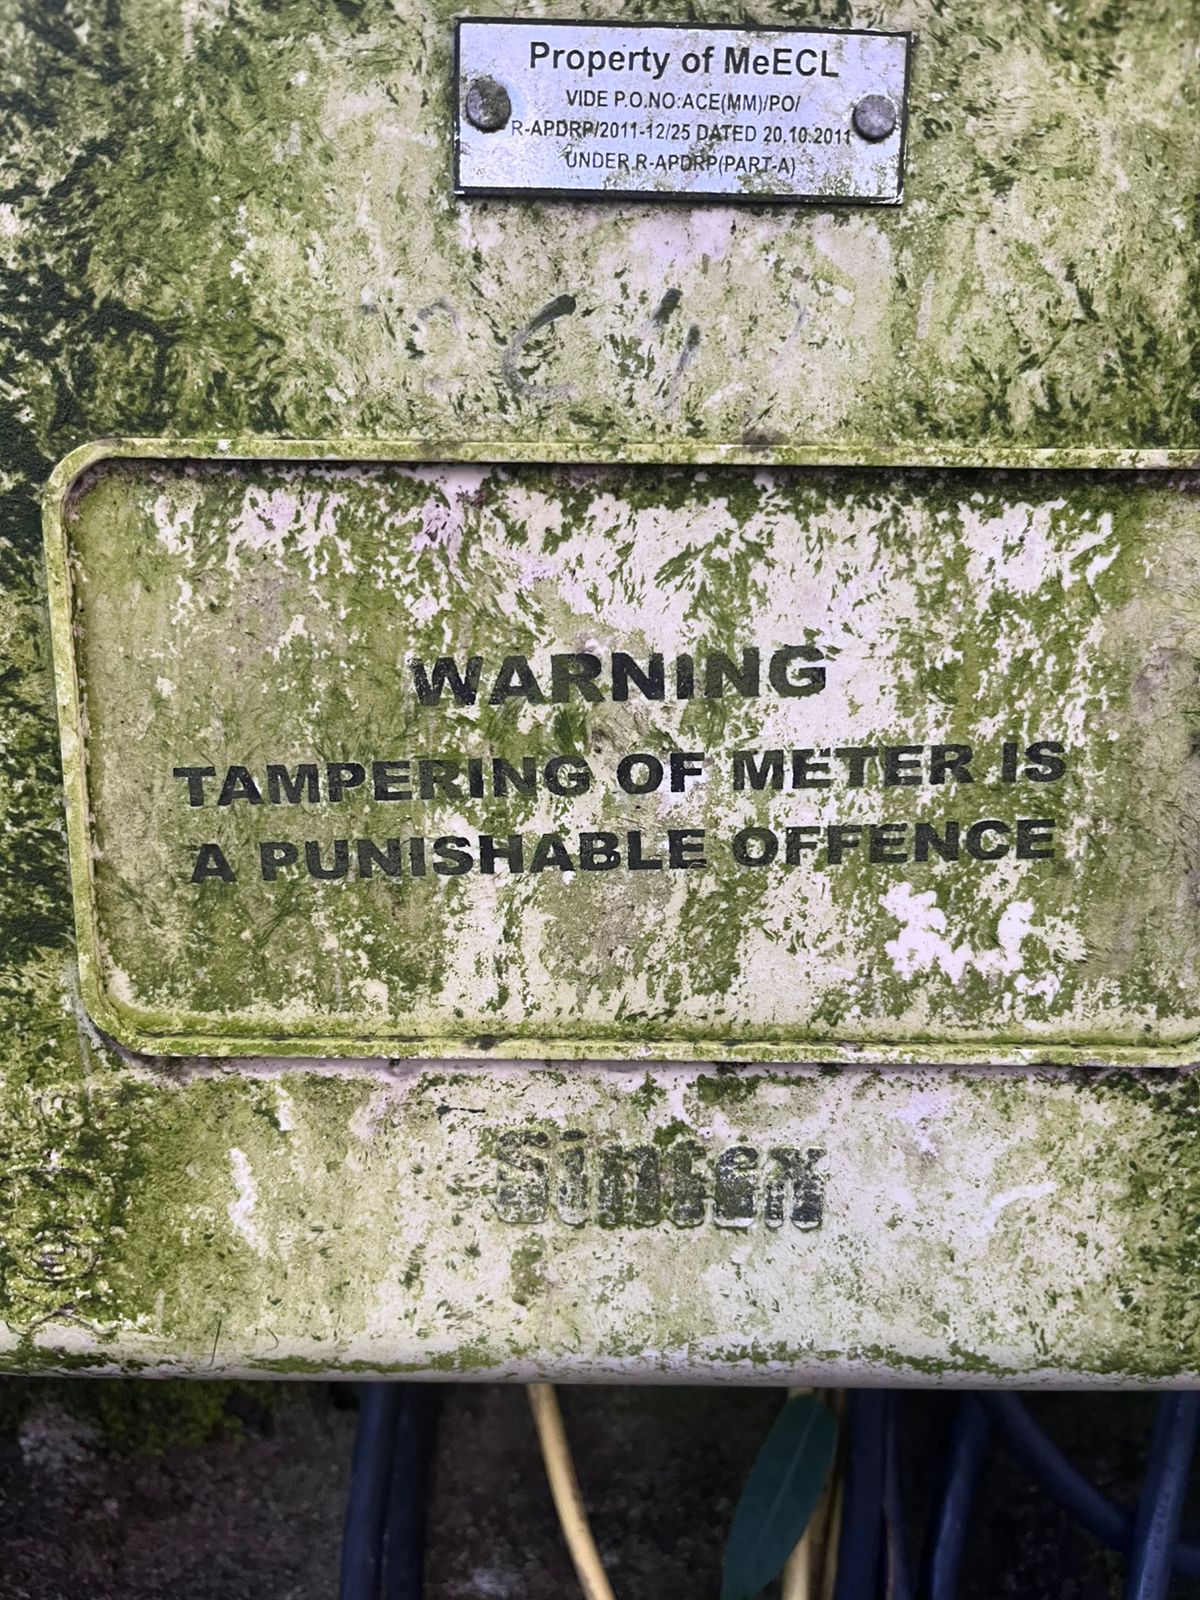 Property of MeECL
VIDE P.O.NO:ACE(MM)/PO/
R-APDRP/2011-12/25 DATED 20.10.2011
UNDER R-APDRP(PART-A)
WARNING
TAMPERING OF METER IS
A PUNISHABLE OFFENCE
Sintex